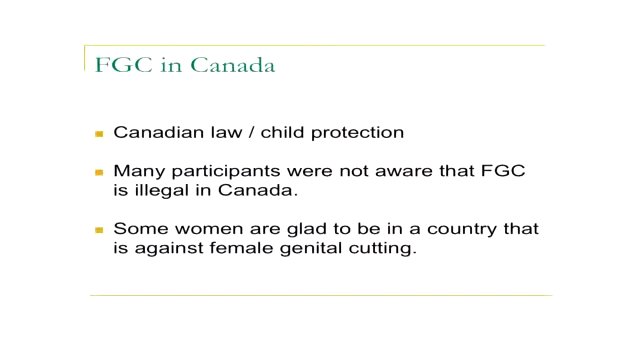 FGC in Canada
Canadian law / child protection
Many participants were not aware that FGC
is illegal in Canada.
Some women are glad to be in a country that
is against female genital cutting.